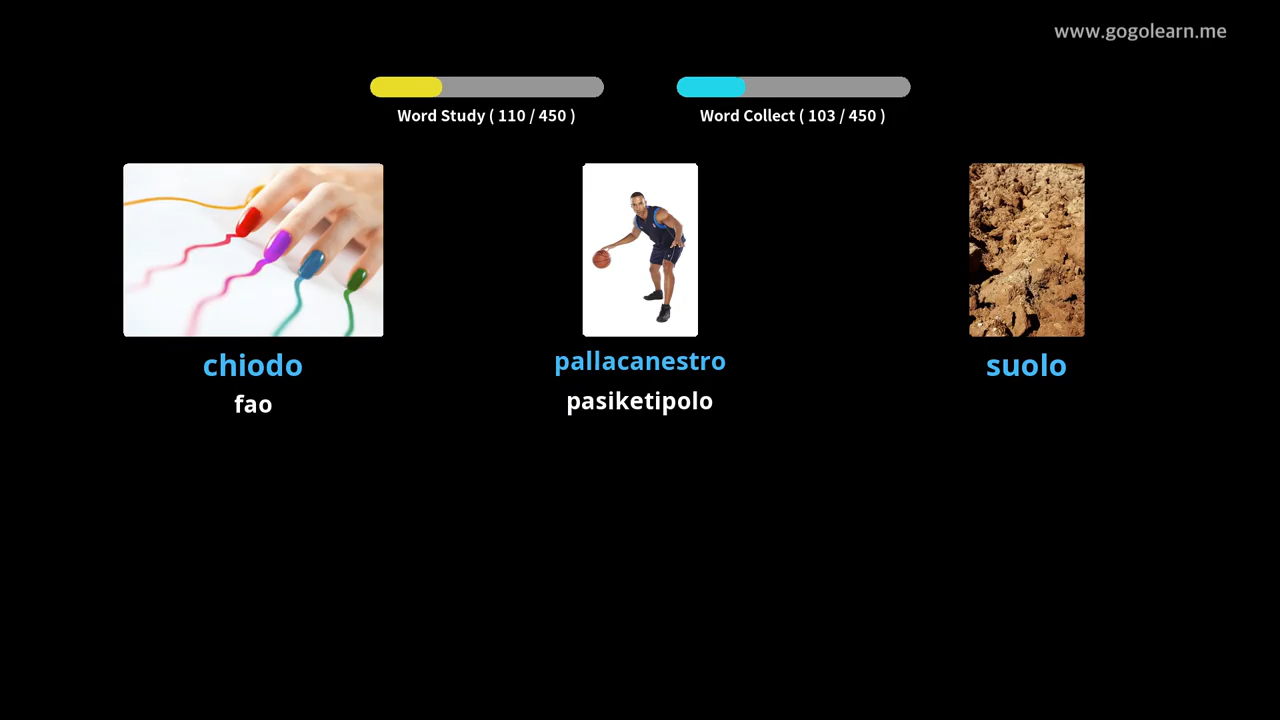 www.gogolearn.me
Word Study ( 110 / 450 )
Word Collect ( 103 / 450 )
chiodo
fao
pallacanestro
pasiketipolo
suolo